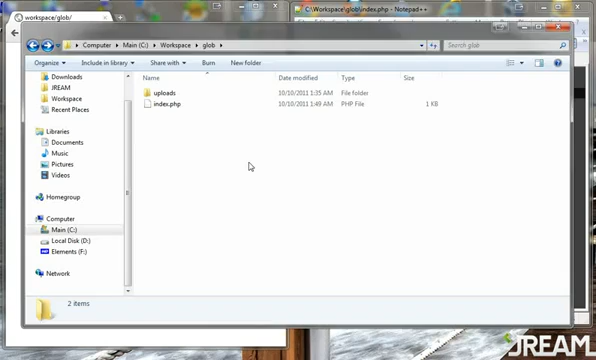 workspace/glob/
C:\Workspace\glob\index.php - Notepad++
Computer Main (C:) Workspace glob
Search glob
Organize Include in library Share with Burn New folder
Name Date modified Type Size
uploads 10/10/2011 1:35 AM File folder
index.php 10/10/2011 1:49 AM PHP File 1 KB
Downloads
JREAM
Workspace
Recent Places
Libraries
Documents
Music
Pictures
Videos
Homegroup
Computer
Main (C:)
Local Disk (D:)
Elements (F:)
Network
2 items
JREAM